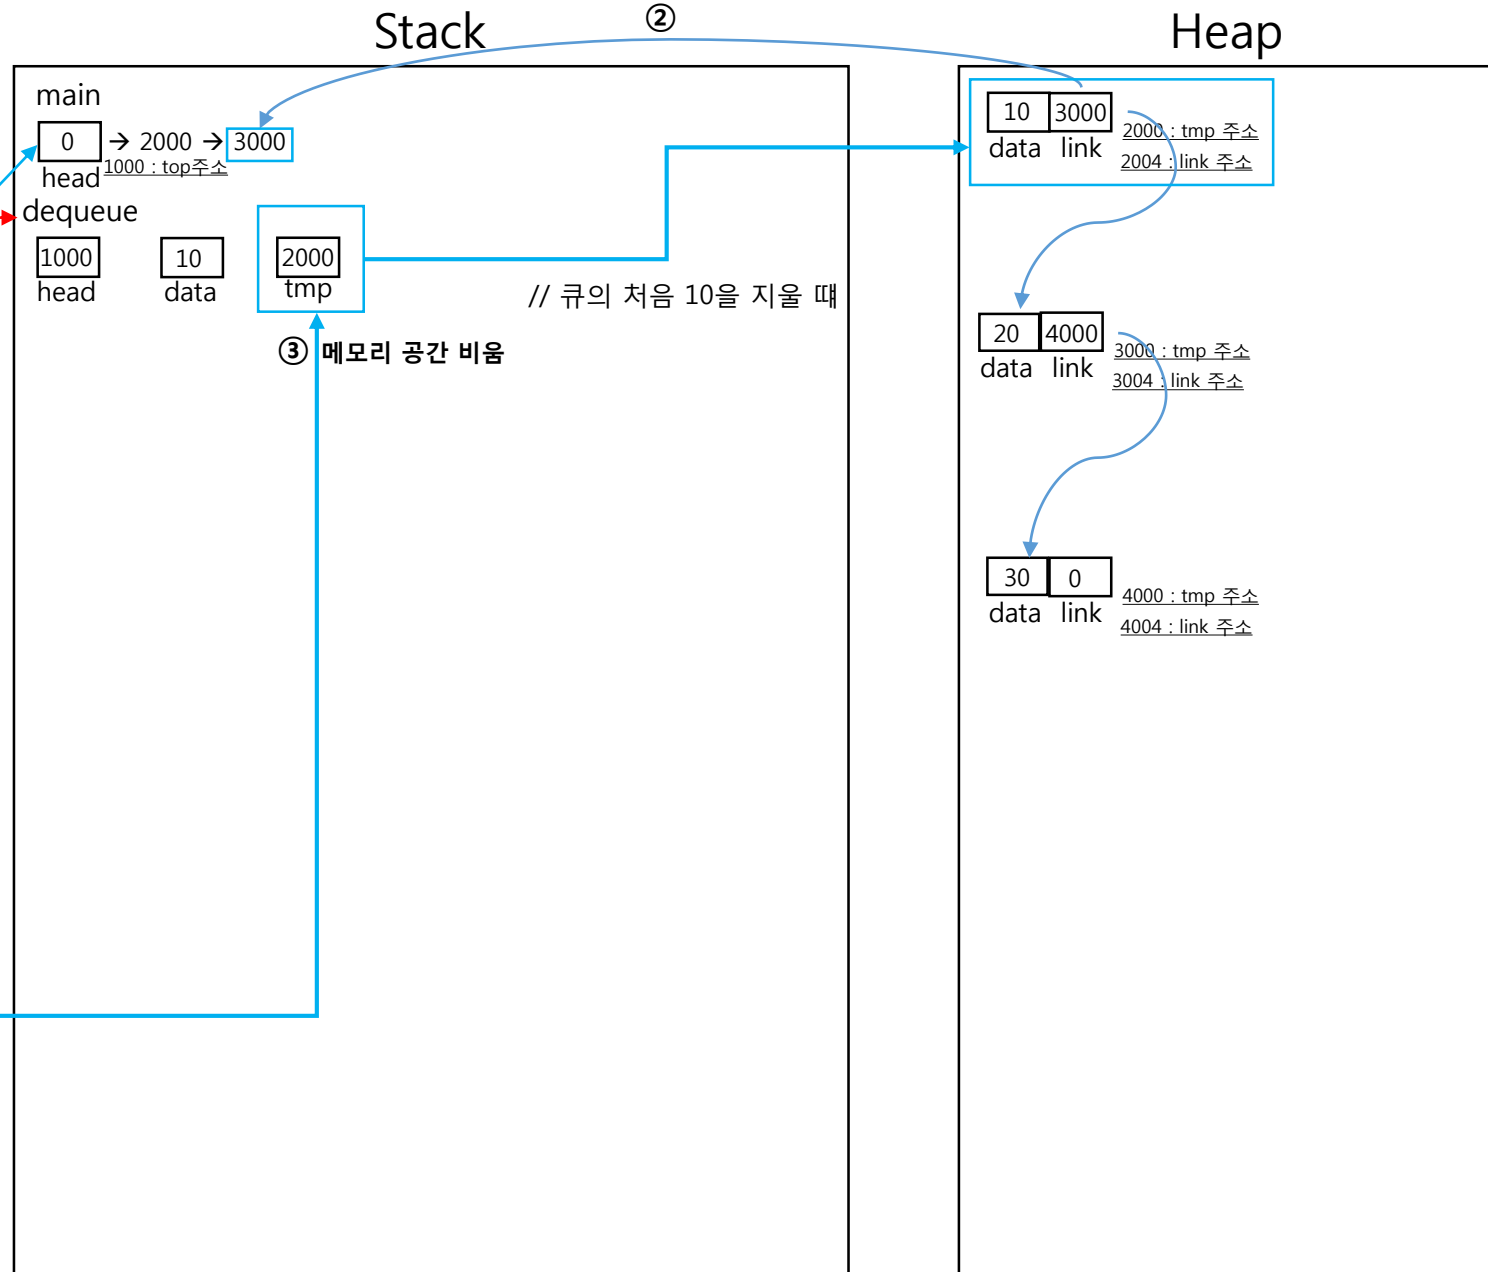 Stack
②
Heap
main
0 → 2000 → 3000
1000 : top주소
head
dequeue
1000 10 2000
head data tmp
// 큐의 처음 10을 지울 떄
③ 메모리 공간 비움
10 3000
data link
2000 : tmp 주소
2004 : link 주소
20 4000
data link
3000 : tmp 주소
3004 : link 주소
30 0
data link
4000 : tmp 주소
4004 : link 주소